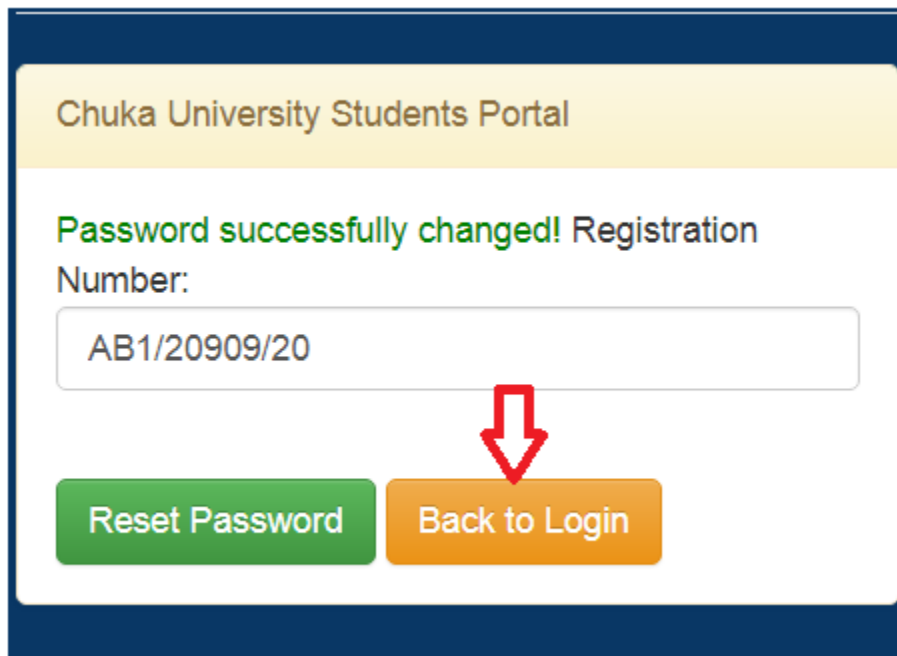 Chuka University Students Portal
Password successfully changed! Registration
Number:
AB1/20909/20
Reset Password Back to Login